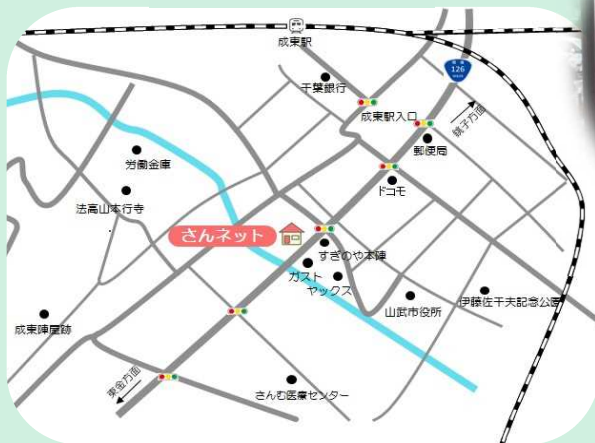 成東駅
国道
126
千葉銀行
成東駅入口
銚子方面
郵便局
労働金庫
ドコモ
法高山本行寺
さんネット
すぎのや本陣
ガスト
ヤックス
山武市役所
伊藤佐千夫記念公園
成東陣屋跡
東金方面
さんむ医療センター